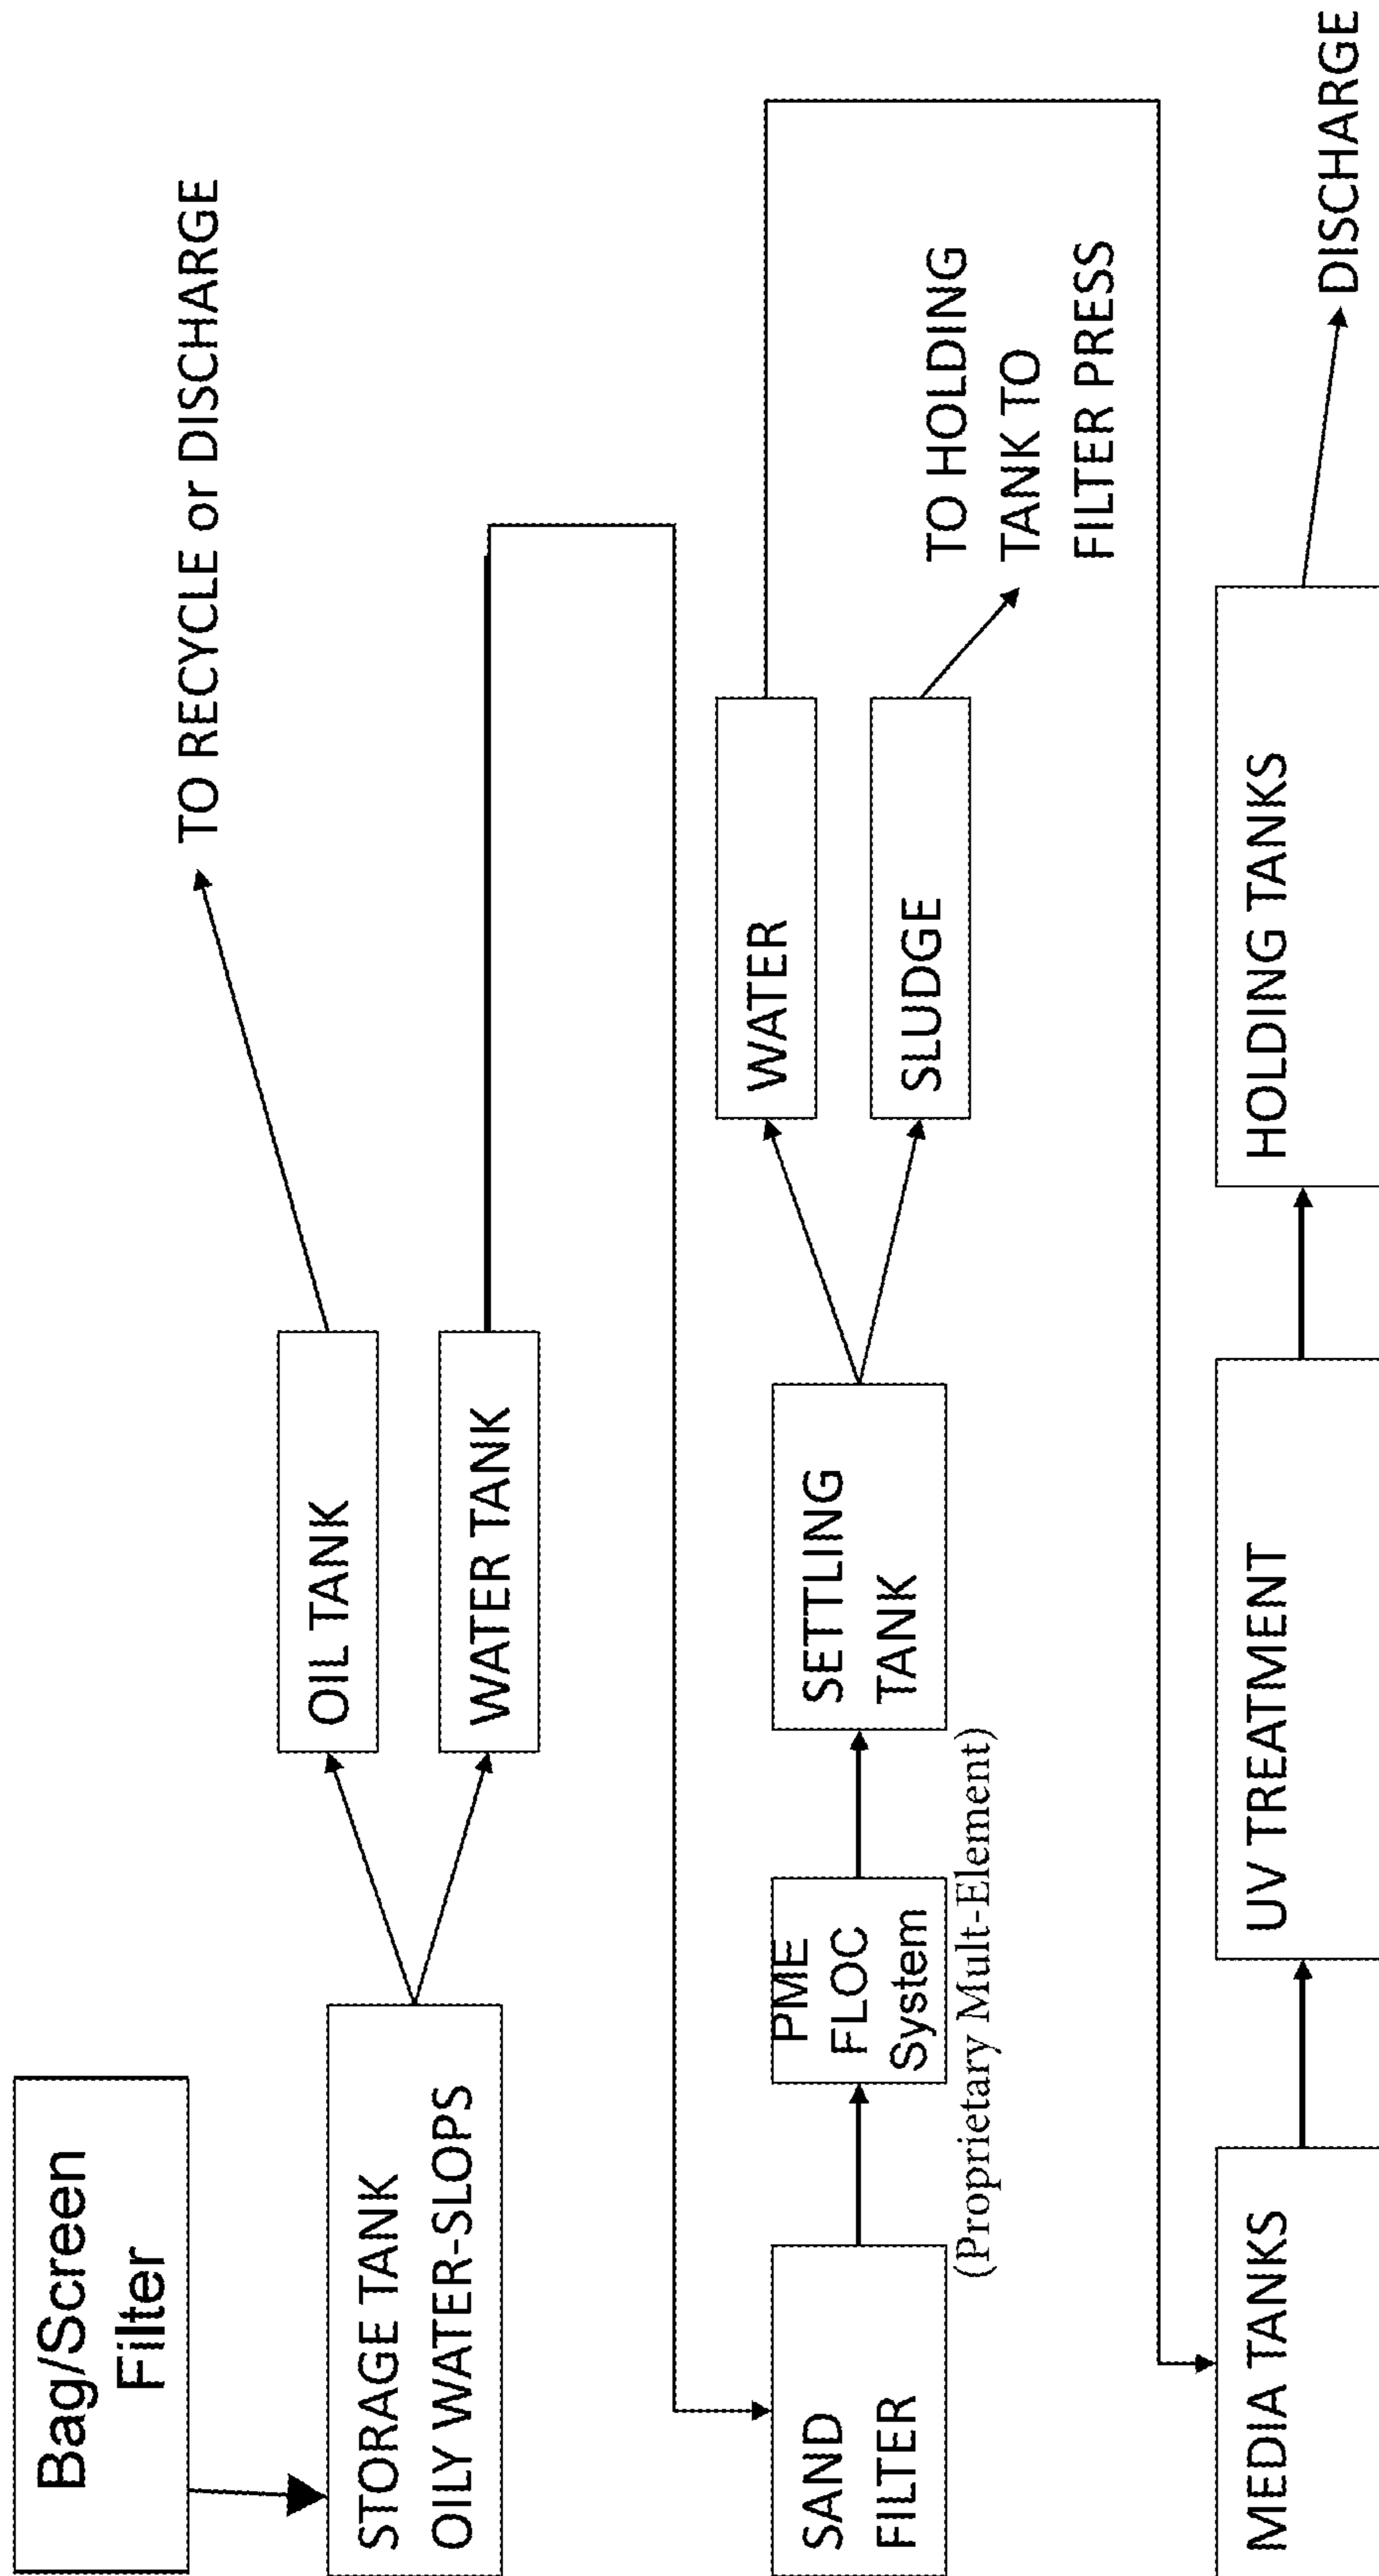 Bag/Screen
Filter
STORAGE TANK
OILY WATER-SLOPS
OIL TANK
TO RECYCLE or DISCHARGE
WATER TANK
SAND
FILTER
PME
FLOC
System
(Proprietary Mult-Element)
SETTLING
TANK
WATER
SLUDGE
TO HOLDING
TANK TO
FILTER PRESS
MEDIA TANKS
UV TREATMENT
HOLDING TANKS
DISCHARGE